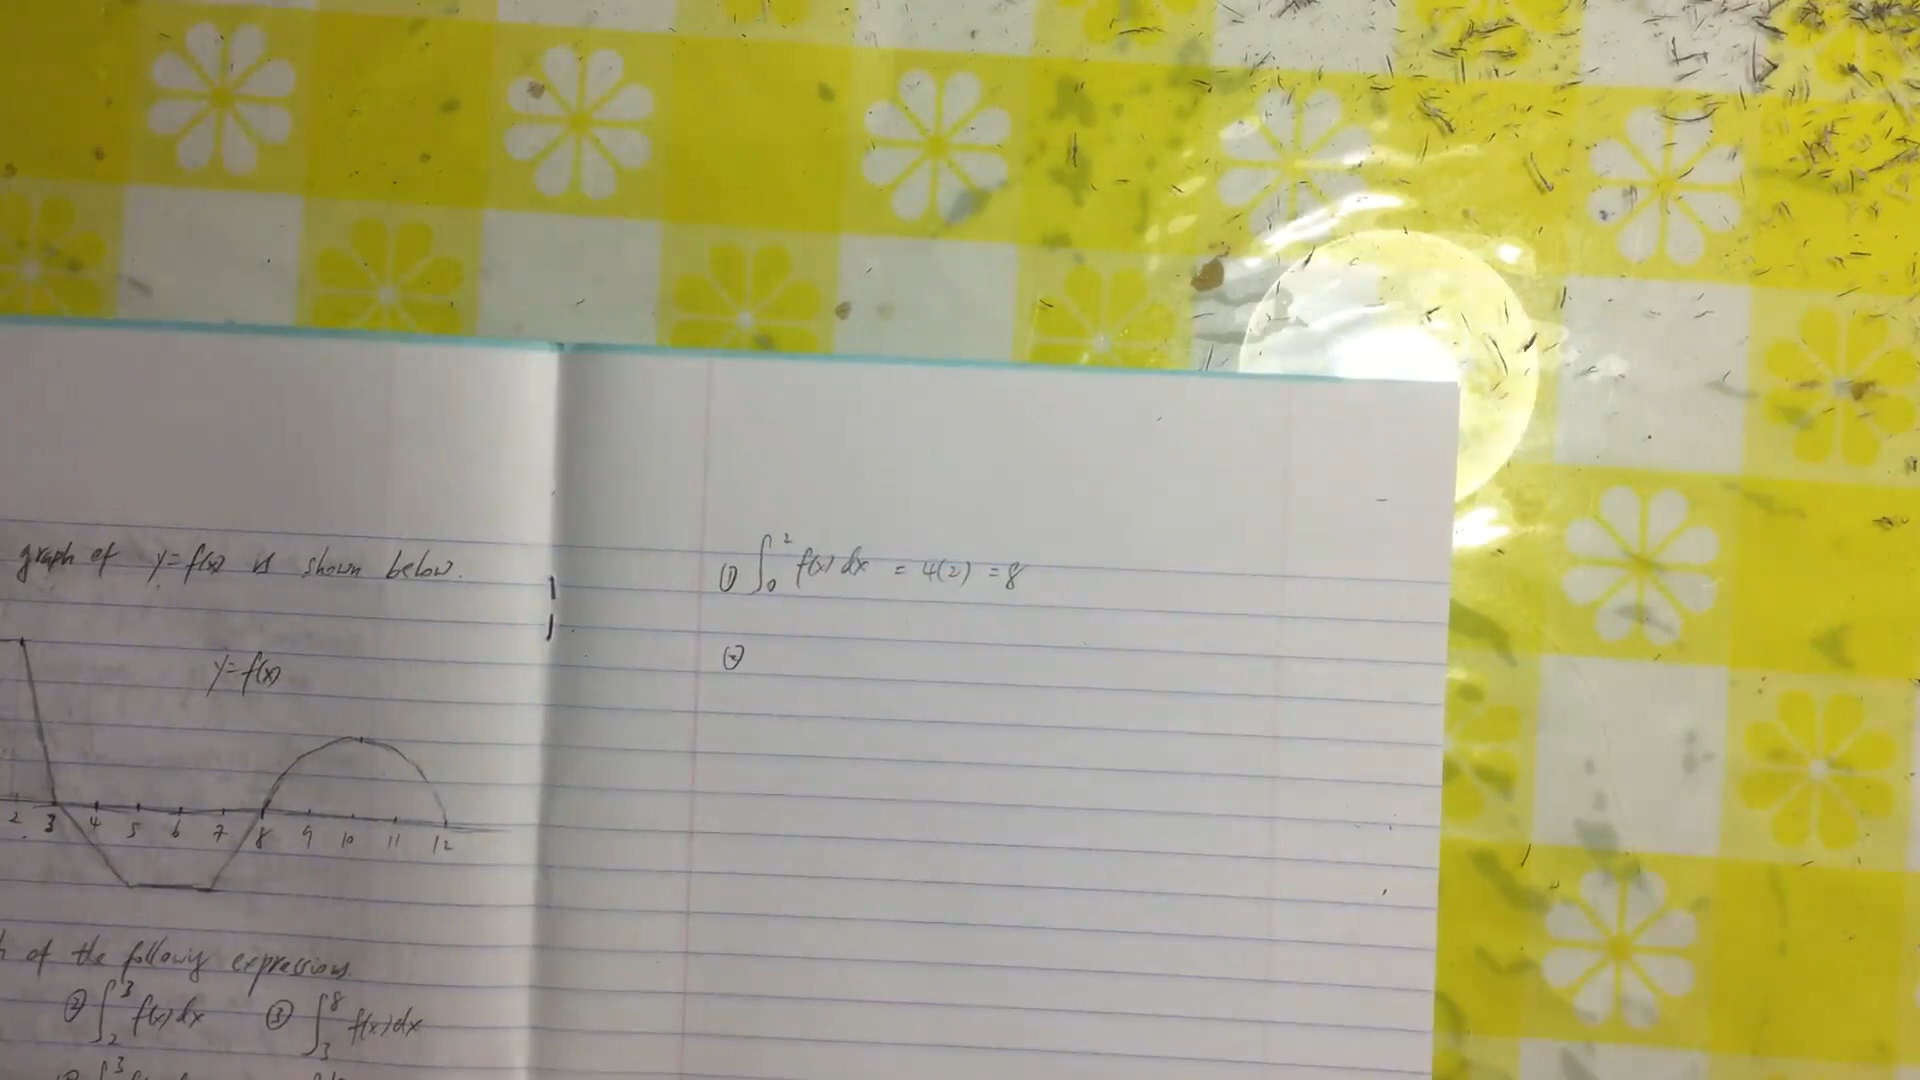 graph of y=f(x) is shown below.
y=f(x)
2 3 4 5 6 7 8 9 10 11 12
of the following expressions
② ∫₂³ f(x)dx ③ ∫₃⁸ f(x)dx
① ∫₀² f(x)dx = 4(2) = 8
②